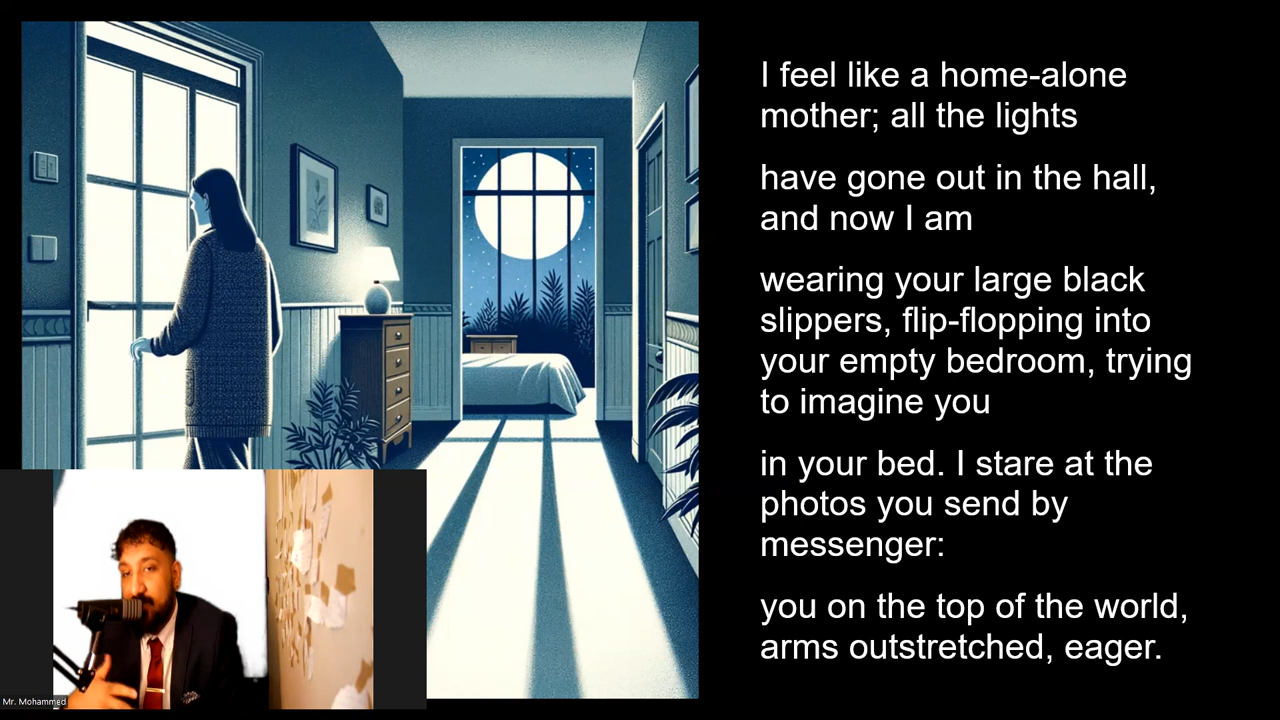 I feel like a home-alone
mother; all the lights
have gone out in the hall,
and now I am
wearing your large black
slippers, flip-flopping into
your empty bedroom, trying
to imagine you
in your bed. I stare at the
photos you send by
messenger:
you on the top of the world,
arms outstretched, eager.
Mr. Mohammed